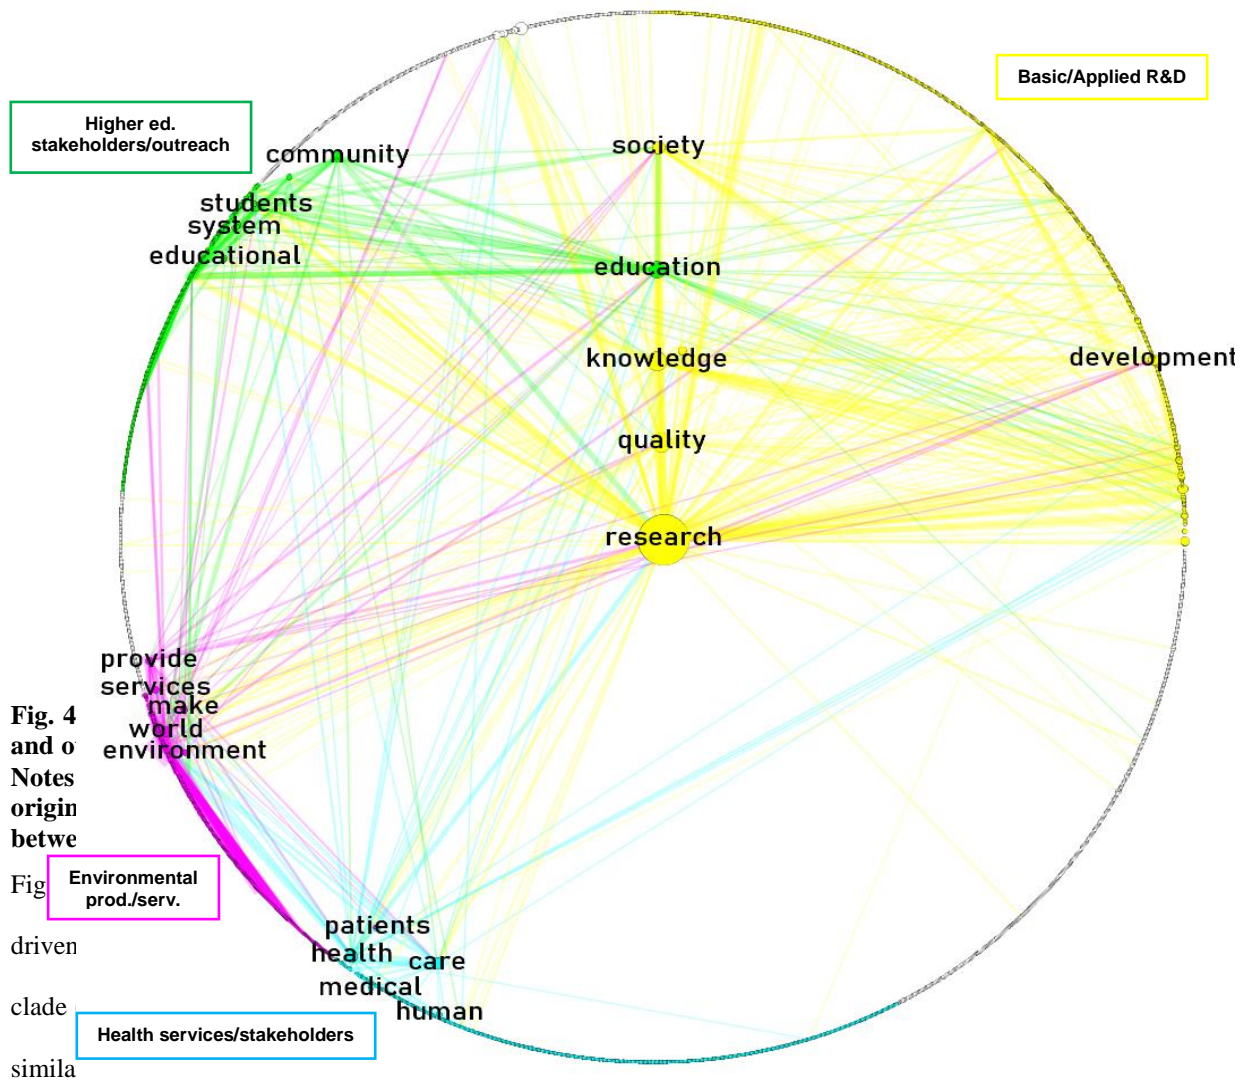 Basic/Applied R&D
Higher ed.
stakeholders/outreach
community
society
students
system
educational
education
knowledge
development
quality
research
provide
services
make
world
environment
Fig. 4
and o
Notes
origin
betwe
Fig
Environmental
prod./serv.
driven
patients
health
care
medical
human
clade
Health services/stakeholders
simila